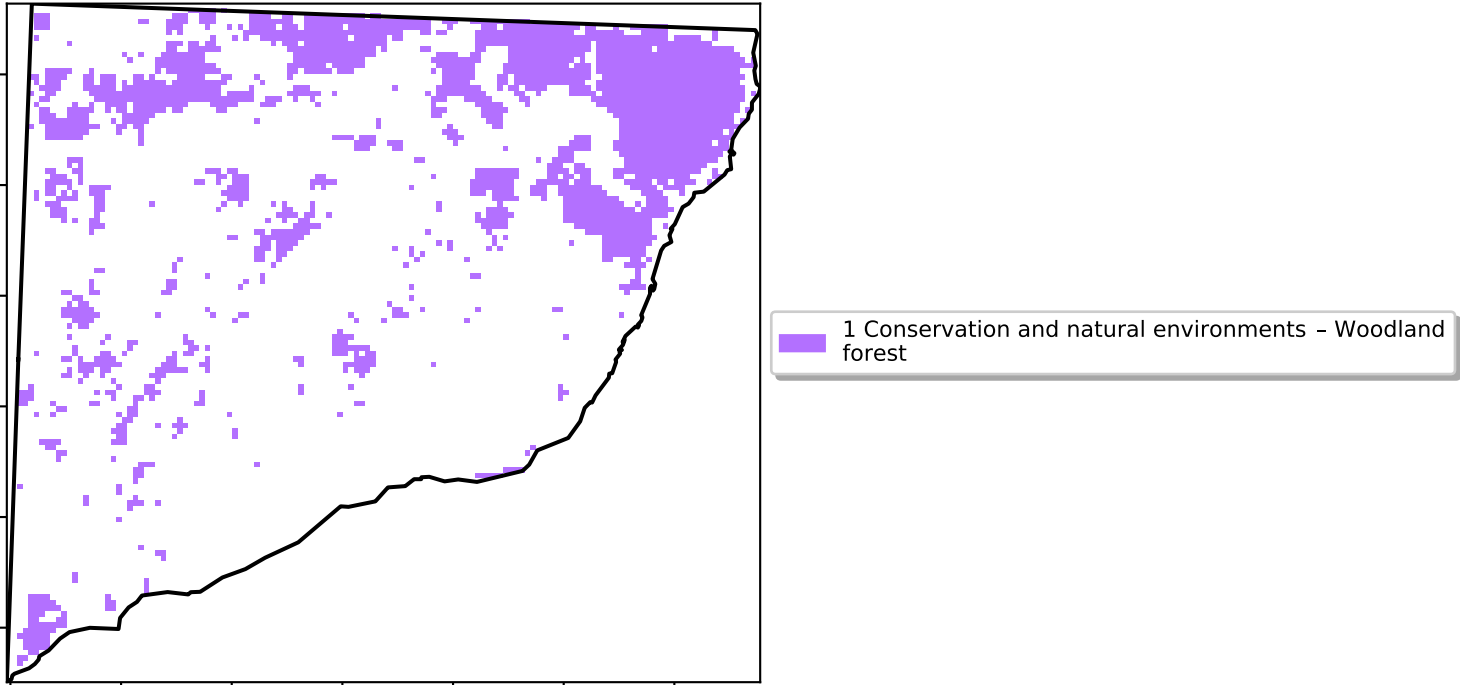 1 Conservation and natural environments – Woodland
forest